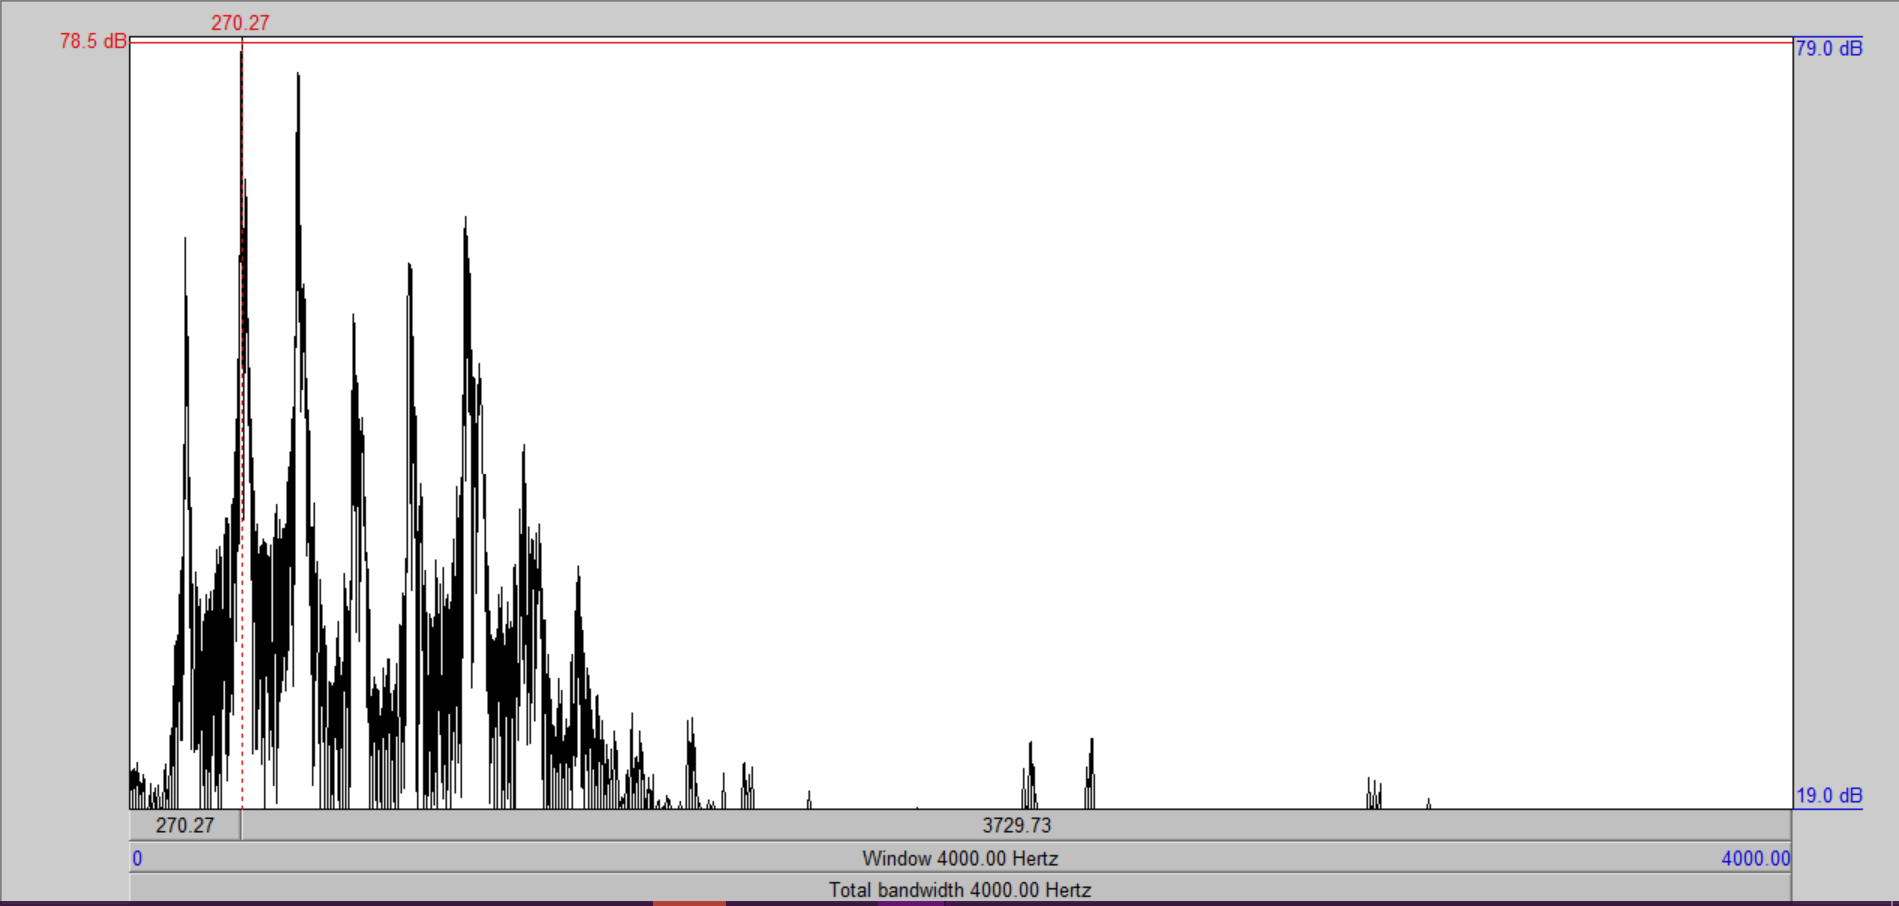 270.27
78.5 dB
79.0 dB
19.0 dB
270.27
3729.73
0
Window 4000.00 Hertz
4000.00
Total bandwidth 4000.00 Hertz